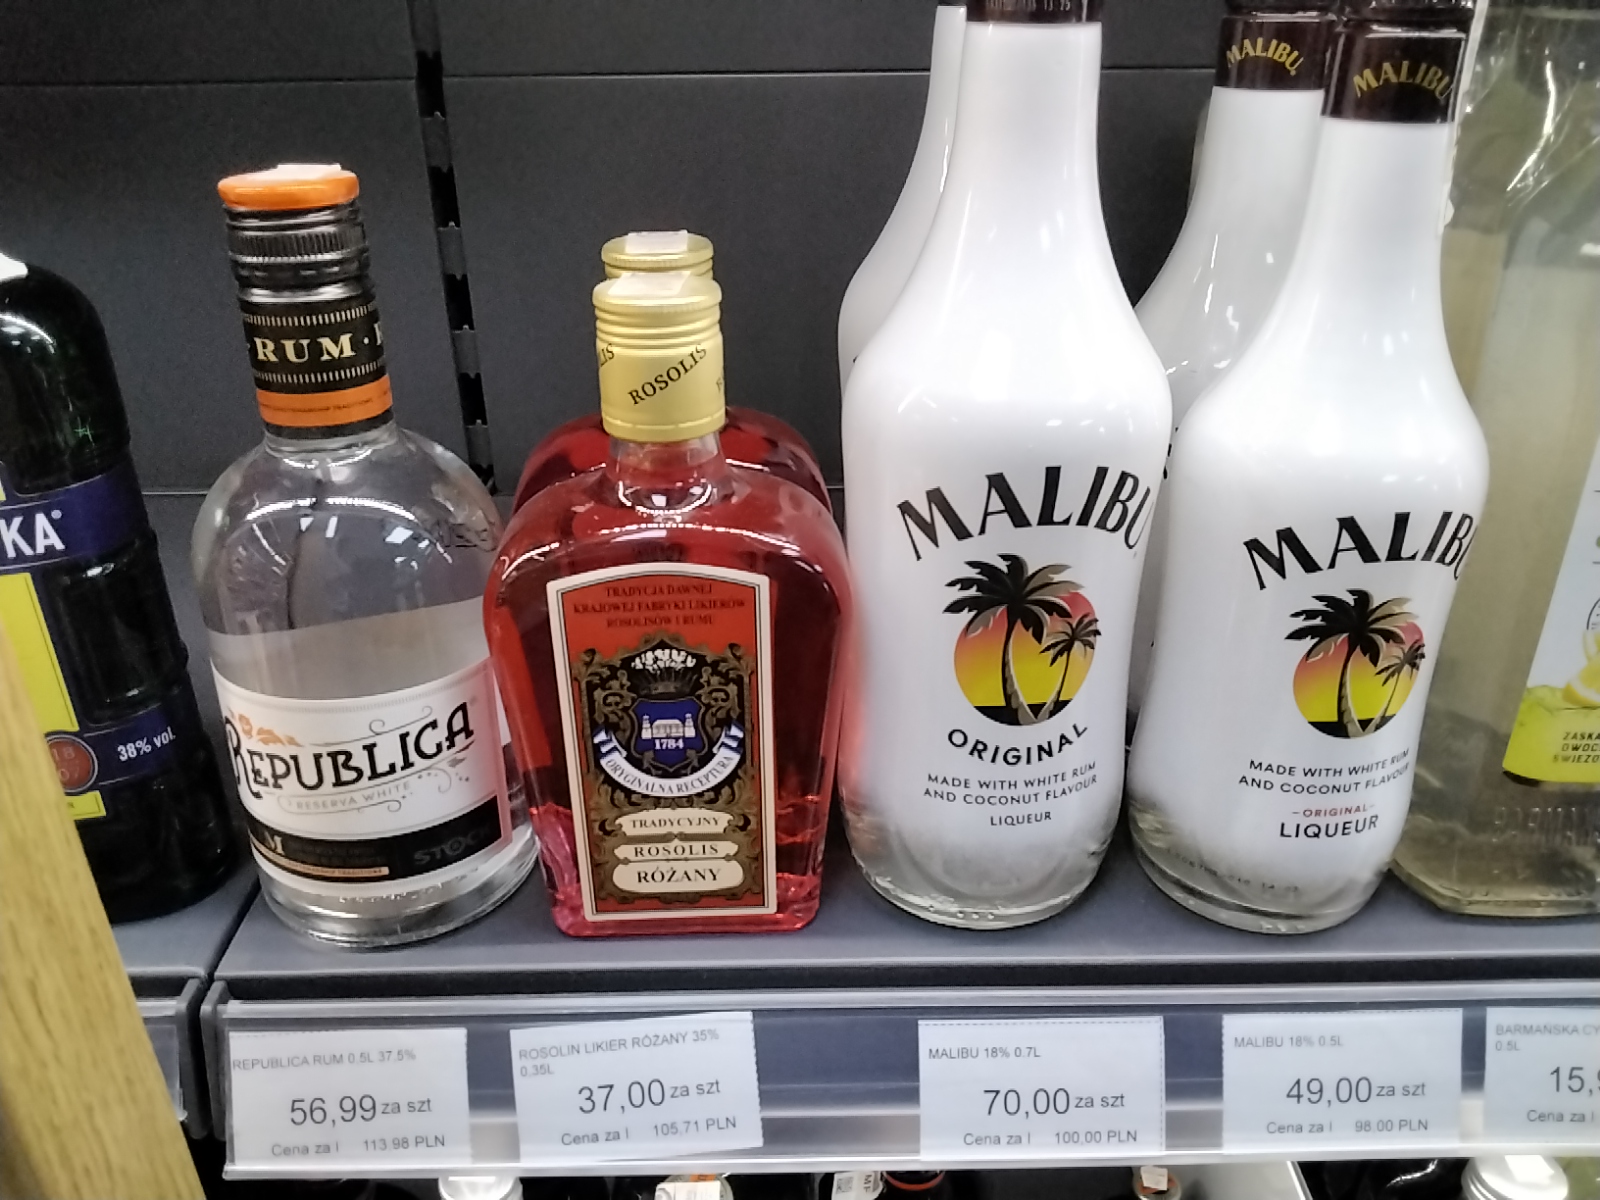 KA
38% vol.
RUM
REPUBLICA
RESERVA WHITE
STOCK
ROSOLIS
TRADYCJA DAWNEJ
KRAJOWEJ FABRYKI LIKIERÓW
ROSOLISÓW I RUMU
1784
ORYGINALNA RECEPTURA
TRADYCYJNY
ROSOLIS
RÓŻANY
MALIBU
ORIGINAL
MADE WITH WHITE RUM
AND COCONUT FLAVOUR
LIQUEUR
MALIBU
MALIBU
MALIBU
MADE WITH WHITE RUM
AND COCONUT FLAVOUR
-ORIGINAL-
LIQUEUR
REPUBLICA RUM 0.5L 37.5%
56,99 za szt
Cena za l 113.98 PLN
ROSOLIN LIKIER RÓŻANY 35%
0,35L
37,00 za szt
Cena za l 105,71 PLN
MALIBU 18% 0.7L
70,00 za szt
Cena za l 100,00 PLN
MALIBU 18% 0.5L
49,00 za szt
Cena za l 98.00 PLN
BARMAŃSKA CY
0.5L
15,
Cena za l